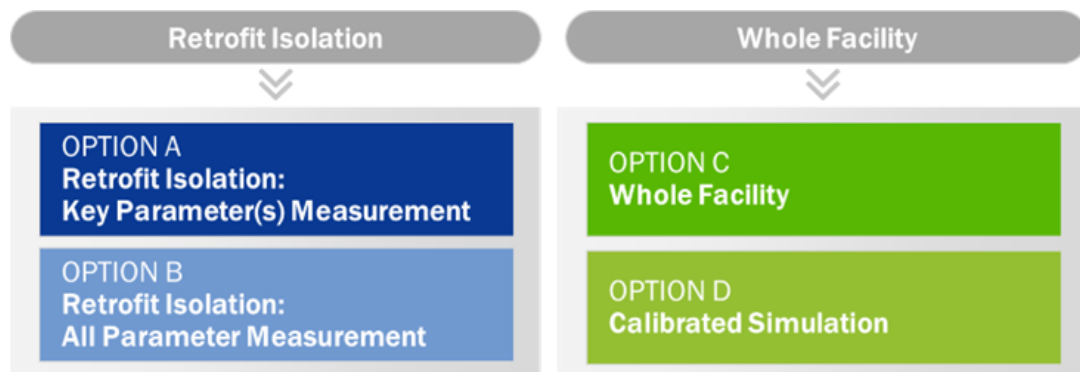 Retrofit Isolation
OPTION A
Retrofit Isolation:
Key Parameter(s) Measurement
OPTION B
Retrofit Isolation:
All Parameter Measurement
Whole Facility
OPTION C
Whole Facility
OPTION D
Calibrated Simulation